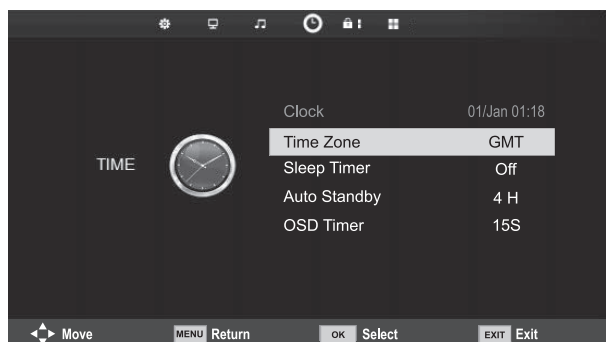 Clock 01/Jan 01:18
Time Zone GMT
TIME
Sleep Timer Off
Auto Standby 4 H
OSD Timer 15S
Move MENU Return OK Select EXIT Exit